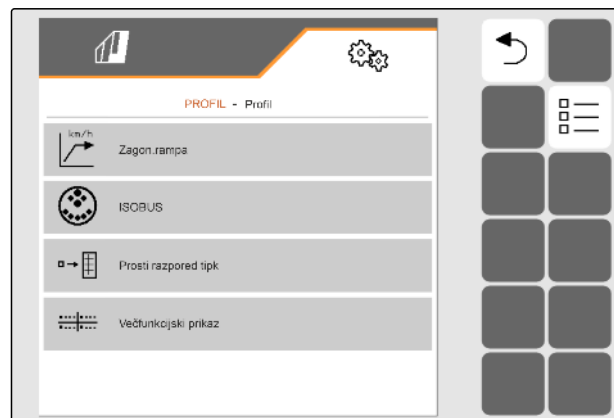 PROFIL - Profil
km/h
Zagon.rampa
ISOBUS
Prosti razpored tipk
Večfunkcijski prikaz